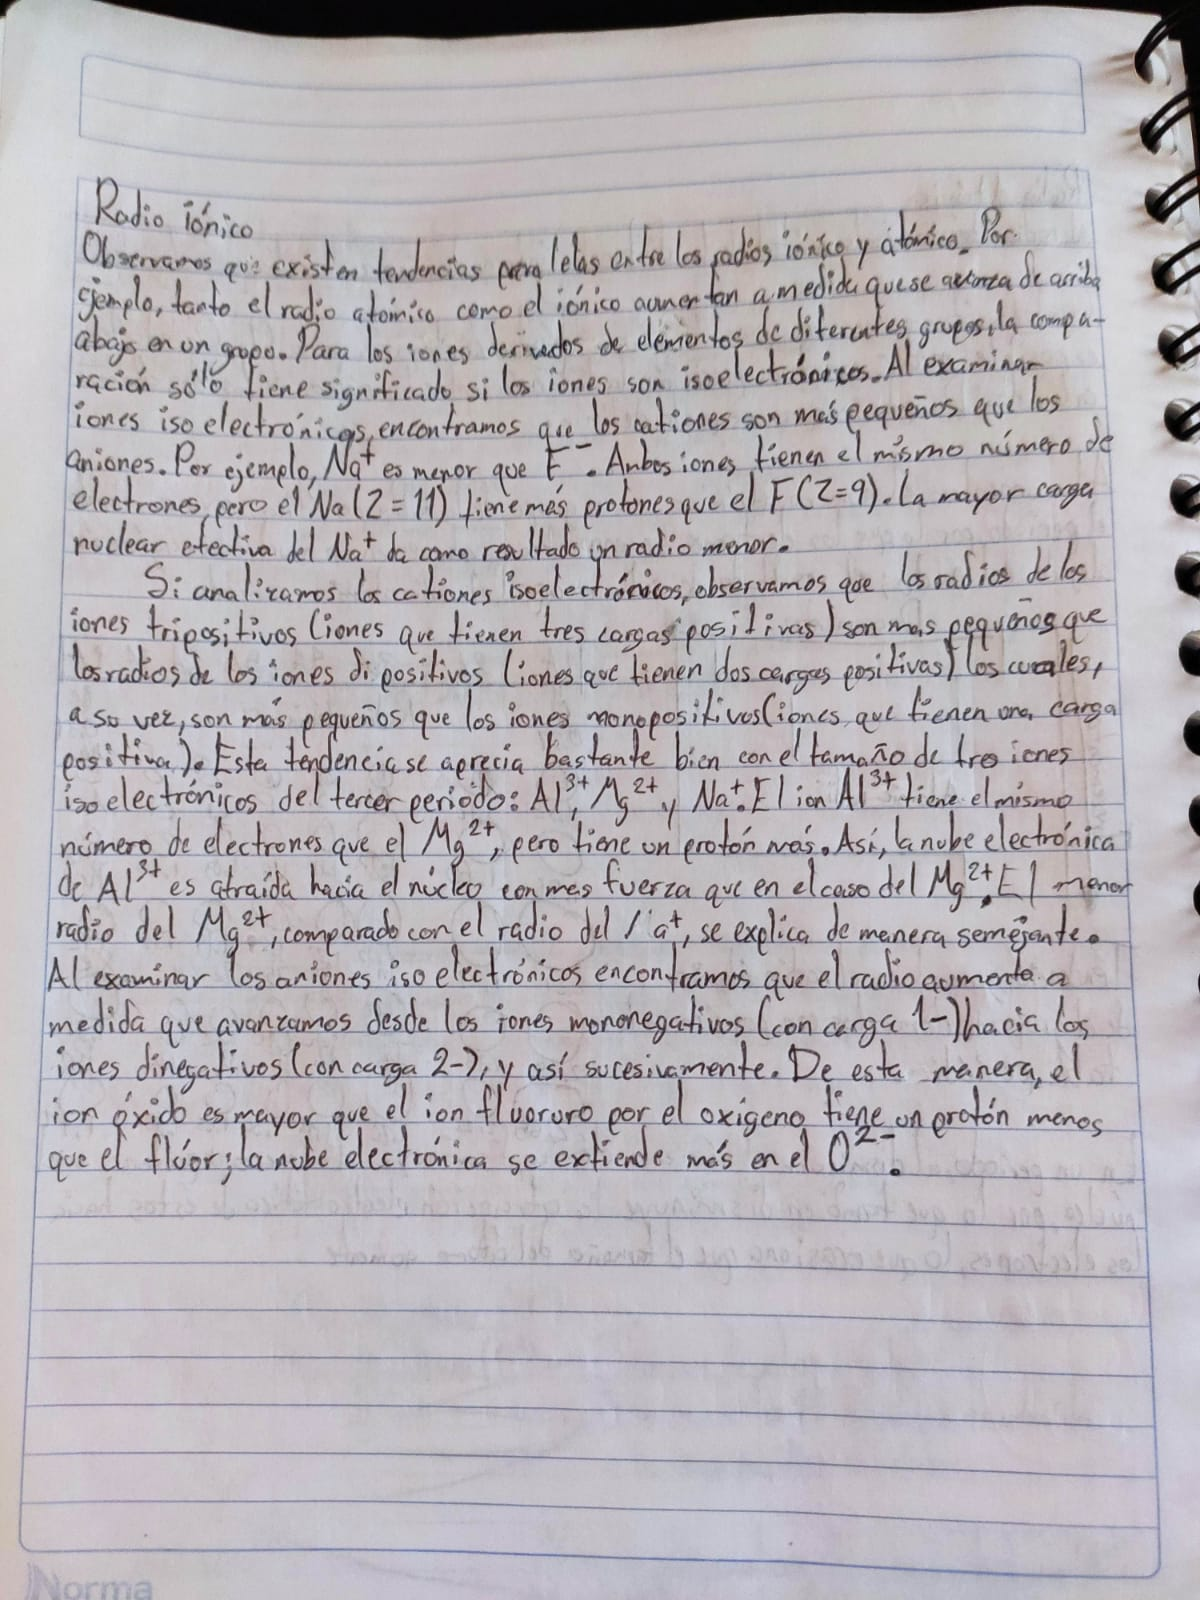 Radio iónico
Observamos que existen tendencias paralelas entre los radios iónico y atómico. Por
ejemplo, tanto el radio atómico como el iónico aumentan a medida que se avanza de arriba
abajo en un grupo. Para los iones derivados de elementos de diferentes grupos, la compa-
ración sólo tiene significado si los iones son isoelectrónicos. Al examinar
iones isoelectrónicos, encontramos que los cationes son más pequeños que los
aniones. Por ejemplo, Na⁺ es menor que F⁻. Ambos iones tienen el mismo número de
electrones, pero el Na (Z = 11) tiene más protones que el F (Z=9). La mayor carga
nuclear efectiva del Na⁺ da como resultado un radio menor.
Si analizamos los cationes isoelectrónicos, observamos que los radios de los
iones tripositivos (iones que tienen tres cargas positivas) son mas pequeños que
los radios de los iones dipositivos (iones que tienen dos cargas positivas) los cuales,
a su vez, son más pequeños que los iones monopositivos (iones que tienen una carga
positiva). Esta tendencia se aprecia bastante bien con el tamaño de tres iones
isoelectrónicos del tercer periodo: Al³⁺, Mg²⁺ y Na⁺. El ion Al³⁺ tiene el mismo
número de electrones que el Mg²⁺, pero tiene un protón más. Así, la nube electrónica
de Al³⁺ es atraída hacia el núcleo con mas fuerza que en el caso del Mg²⁺. El menor
radio del Mg²⁺, comparado con el radio del Na⁺, se explica de manera semejante.
Al examinar los aniones isoelectrónicos encontramos que el radio aumenta a
medida que avanzamos desde los iones mononegativos (con carga 1-) hacia los
iones dinegativos (con carga 2-), y así sucesivamente. De esta manera, el
ion óxido es mayor que el ion fluoruro por el oxígeno tiene un protón menos
que el flúor; la nube electrónica se extiende más en el O²⁻.
Norma